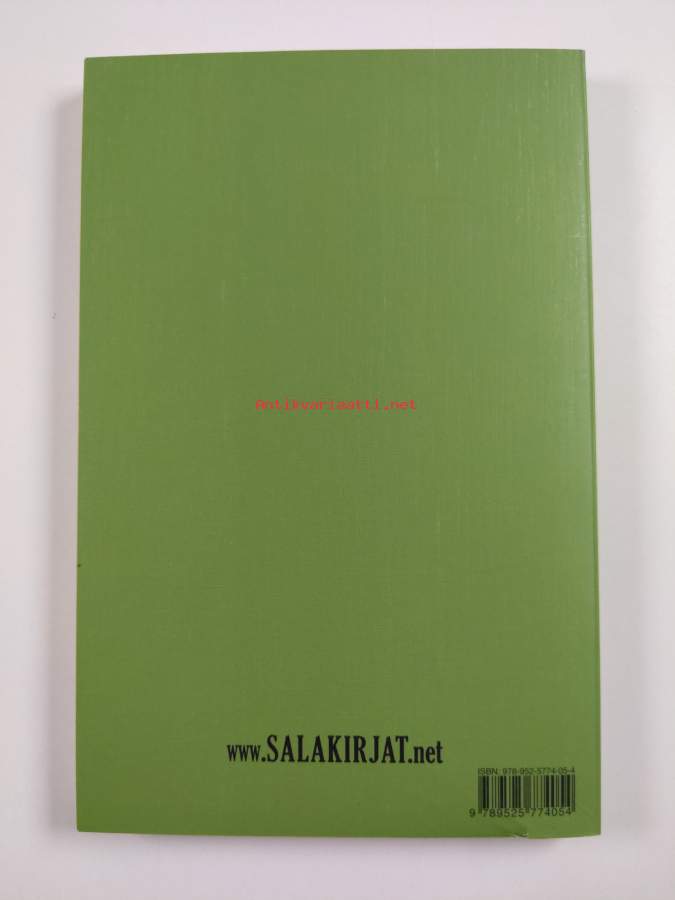 Antikvariaatti.net
www.SALAKIRJAT.net
ISBN: 978-952-5774-05-4
9 789525 774054